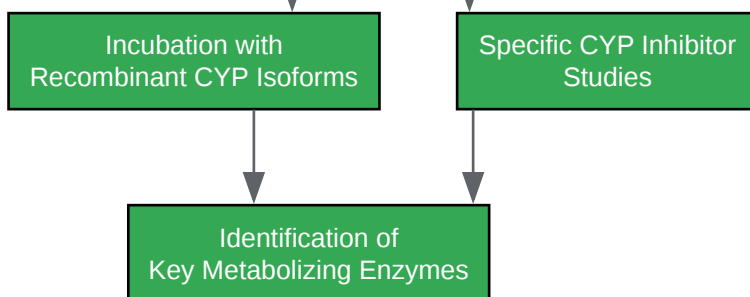 Incubation with
Recombinant CYP Isoforms
Specific CYP Inhibitor
Studies
Identification of
Key Metabolizing Enzymes